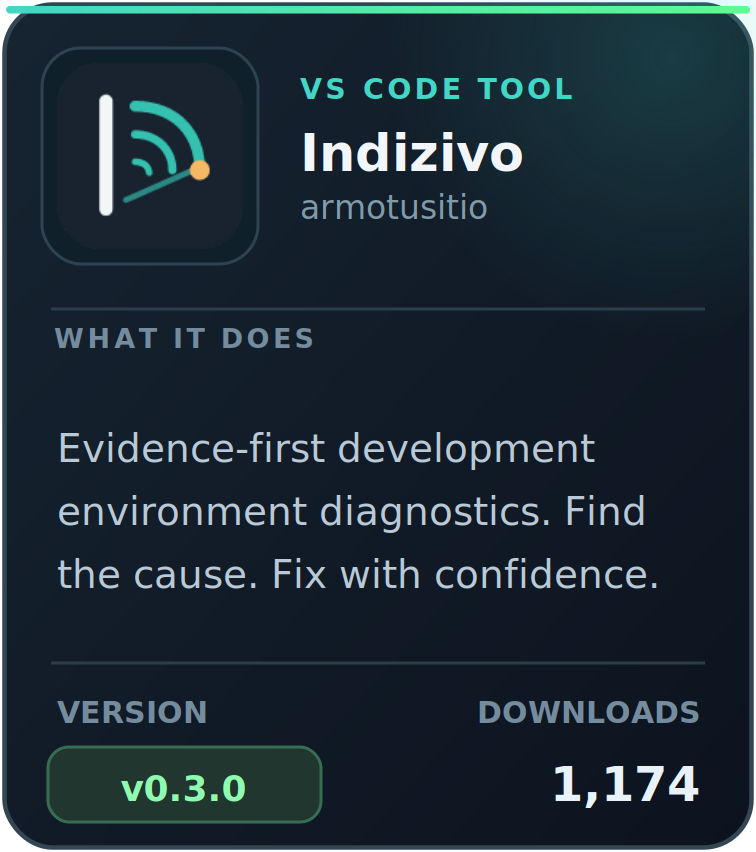 VS CODE TOOL
Indizivo
armotusitio
WHAT IT DOES
Evidence-first development
environment diagnostics. Find
the cause. Fix with confidence.
VERSION
DOWNLOADS
v0.3.0
1,174